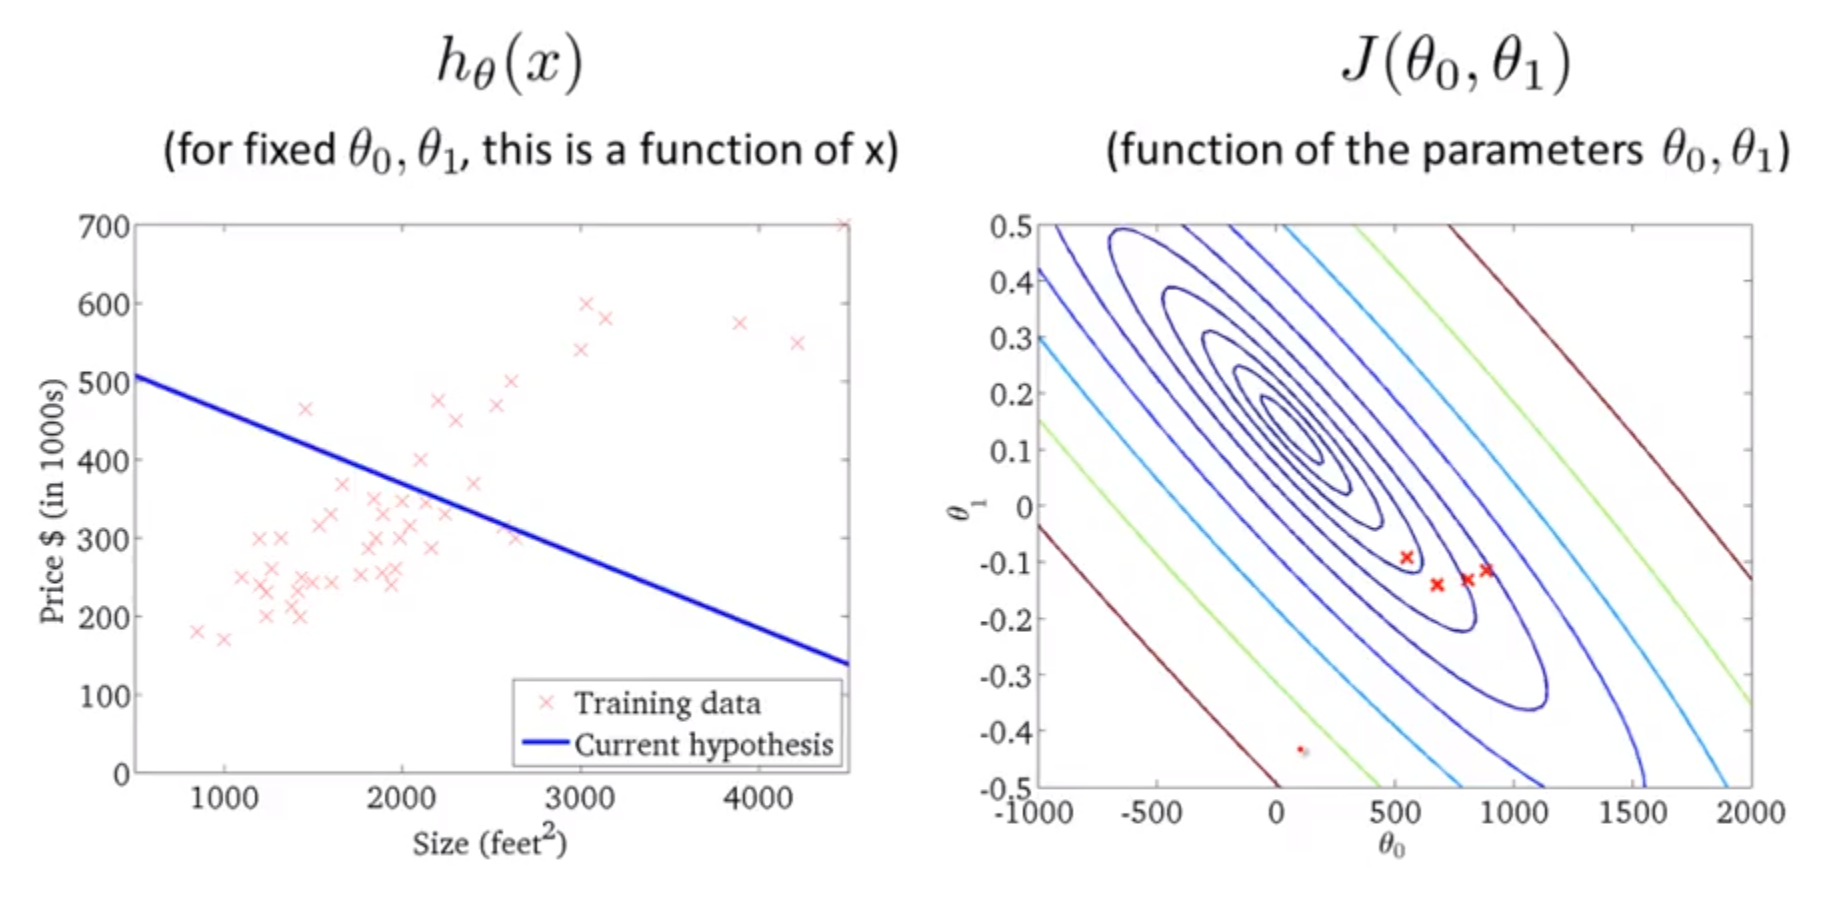 hθ(x)
(for fixed θ0, θ1, this is a function of x)
700
600
500
400
300
200
100
0
Price $ (in 1000s)
1000 2000 3000 4000
Size (feet²)
Training data
Current hypothesis
J(θ0, θ1)
(function of the parameters θ0, θ1)
0.5
0.4
0.3
0.2
0.1
0
-0.1
-0.2
-0.3
-0.4
-0.5
θ1
-1000 -500 0 500 1000 1500 2000
θ0